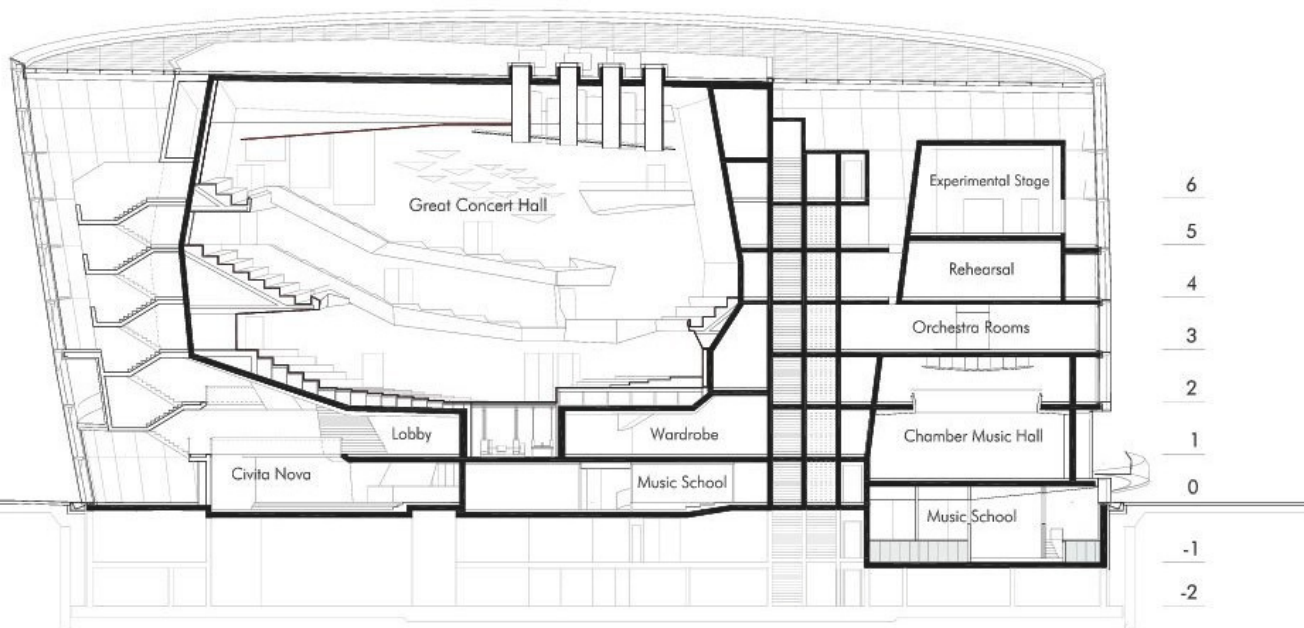 Experimental Stage
6
Great Concert Hall
5
Rehearsal
4
Orchestra Rooms
3
2
Lobby
Wardrobe
Chamber Music Hall
1
Civita Nova
Music School
0
Music School
-1
-2